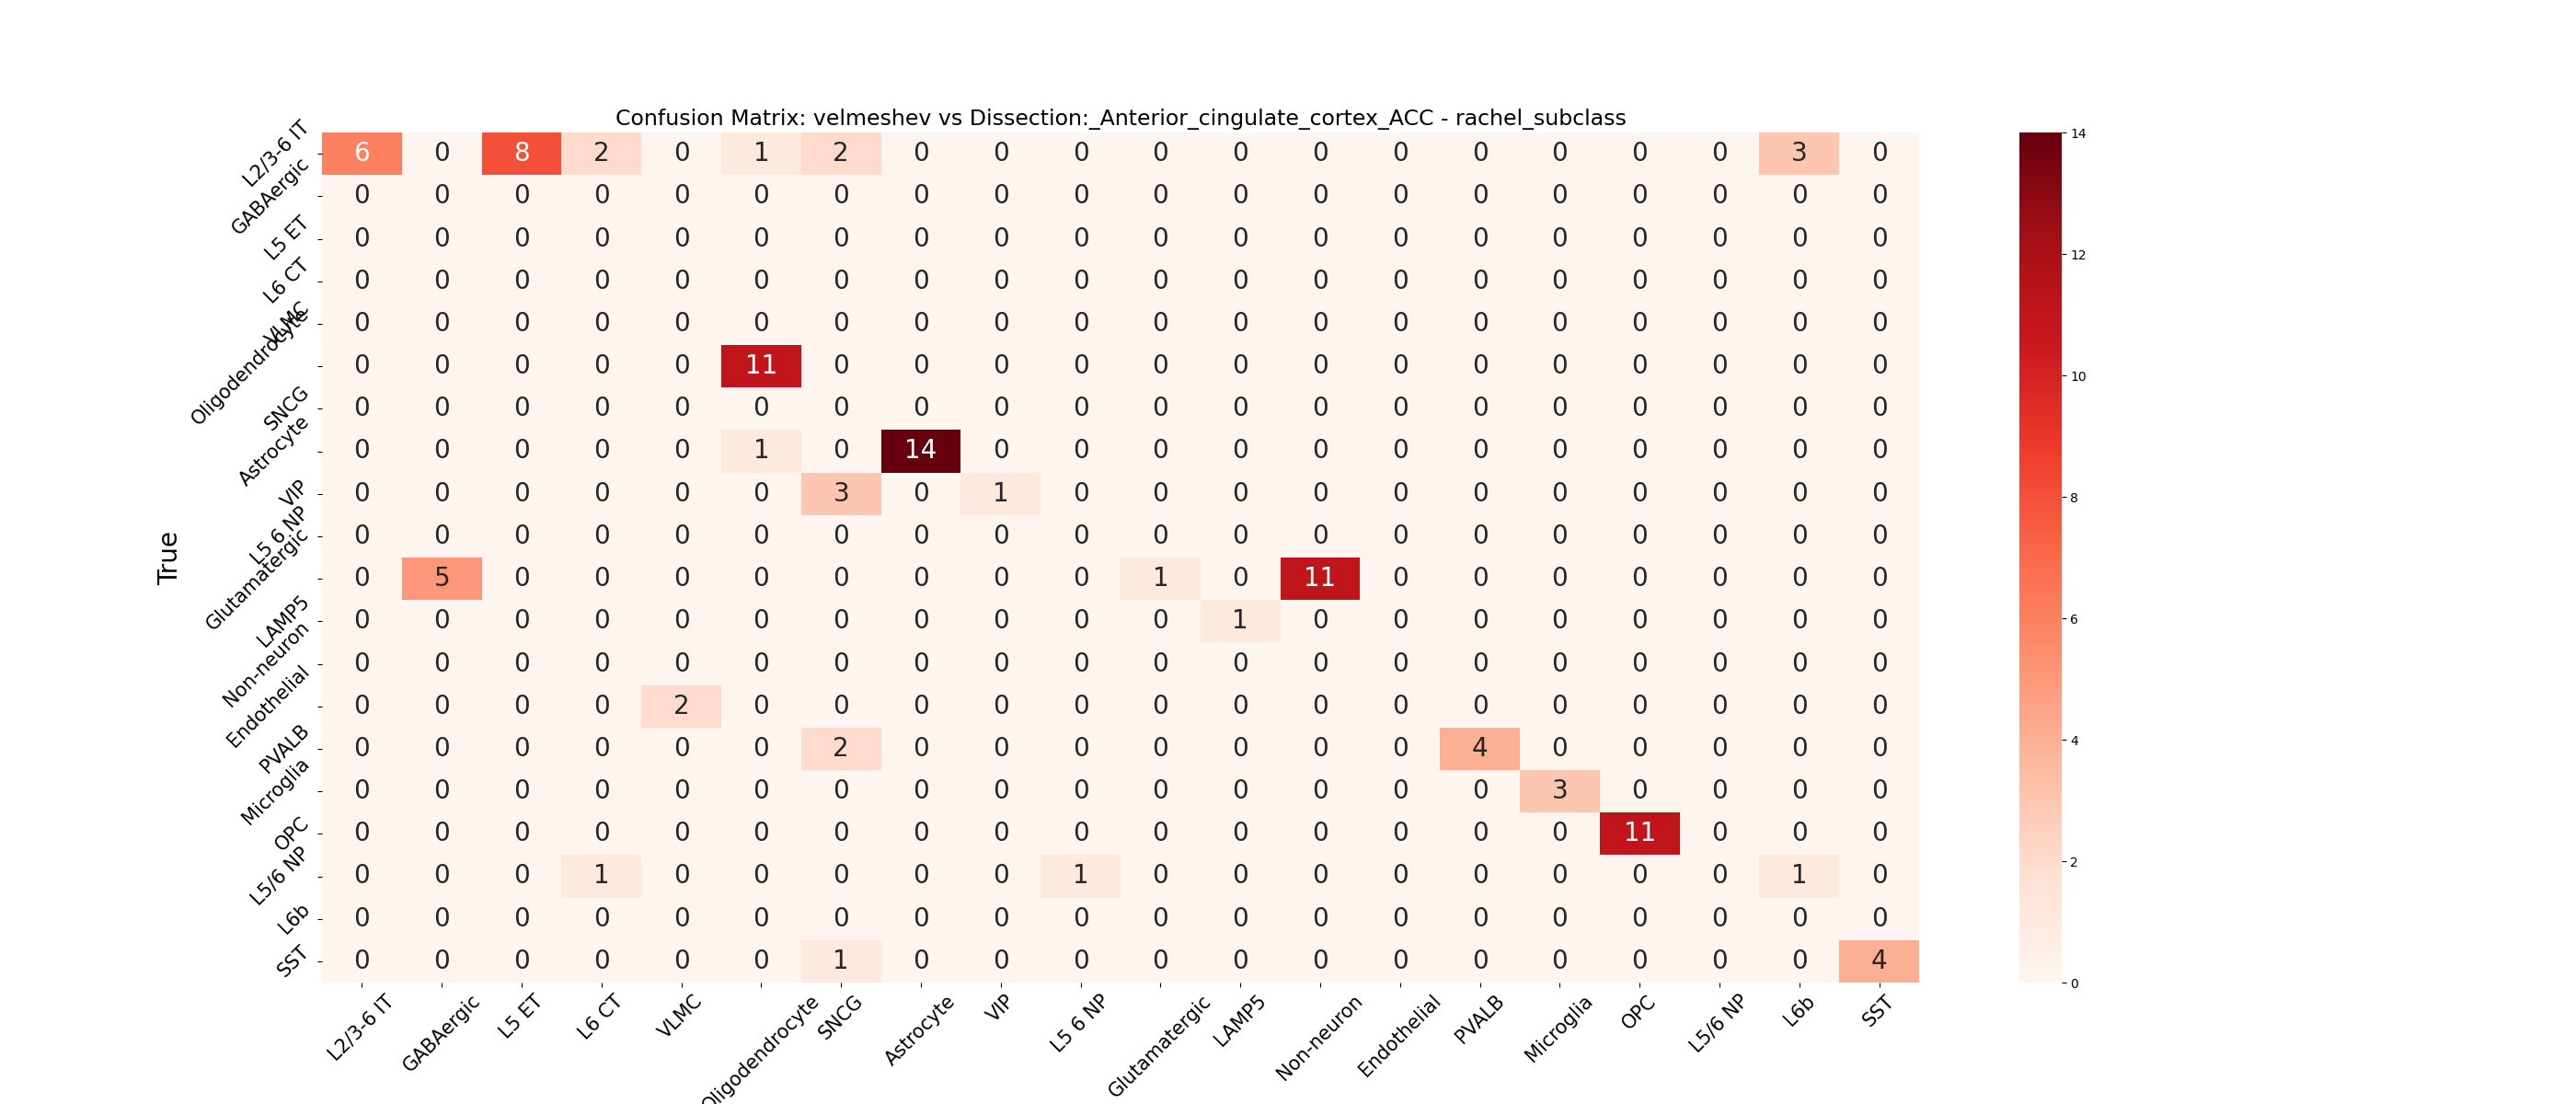 Confusion Matrix: velmeshev vs Dissection:_Anterior_cingulate_cortex_ACC - rachel_subclass
True
L2/3-6 IT 6 0 8 2 0 1 2 0 0 0 0 0 0 0 0 0 0 0 3 0
GABAergic 0 0 0 0 0 0 0 0 0 0 0 0 0 0 0 0 0 0 0 0
L5 ET 0 0 0 0 0 0 0 0 0 0 0 0 0 0 0 0 0 0 0 0
L6 CT 0 0 0 0 0 0 0 0 0 0 0 0 0 0 0 0 0 0 0 0
VLMC 0 0 0 0 0 0 0 0 0 0 0 0 0 0 0 0 0 0 0 0
Oligodendrocyte 0 0 0 0 0 11 0 0 0 0 0 0 0 0 0 0 0 0 0 0
SNCG 0 0 0 0 0 0 0 0 0 0 0 0 0 0 0 0 0 0 0 0
Astrocyte 0 0 0 0 0 1 0 14 0 0 0 0 0 0 0 0 0 0 0 0
VIP 0 0 0 0 0 0 3 0 1 0 0 0 0 0 0 0 0 0 0 0
L5 6 NP 0 0 0 0 0 0 0 0 0 0 0 0 0 0 0 0 0 0 0 0
Glutamatergic 0 5 0 0 0 0 0 0 0 0 1 0 11 0 0 0 0 0 0 0
LAMP5 0 0 0 0 0 0 0 0 0 0 0 1 0 0 0 0 0 0 0 0
Non-neuron 0 0 0 0 0 0 0 0 0 0 0 0 0 0 0 0 0 0 0 0
Endothelial 0 0 0 0 2 0 0 0 0 0 0 0 0 0 0 0 0 0 0 0
PVALB 0 0 0 0 0 0 2 0 0 0 0 0 0 0 4 0 0 0 0 0
Microglia 0 0 0 0 0 0 0 0 0 0 0 0 0 0 0 3 0 0 0 0
OPC 0 0 0 0 0 0 0 0 0 0 0 0 0 0 0 0 11 0 0 0
L5/6 NP 0 0 0 1 0 0 0 0 0 1 0 0 0 0 0 0 0 0 1 0
L6b 0 0 0 0 0 0 0 0 0 0 0 0 0 0 0 0 0 0 0 0
SST 0 0 0 0 0 0 1 0 0 0 0 0 0 0 0 0 0 0 0 4
L2/3-6 IT GABAergic L5 ET L6 CT VLMC Oligodendrocyte SNCG Astrocyte VIP L5 6 NP Glutamatergic LAMP5 Non-neuron Endothelial PVALB Microglia OPC L5/6 NP L6b SST
14
12
10
8
6
4
2
0